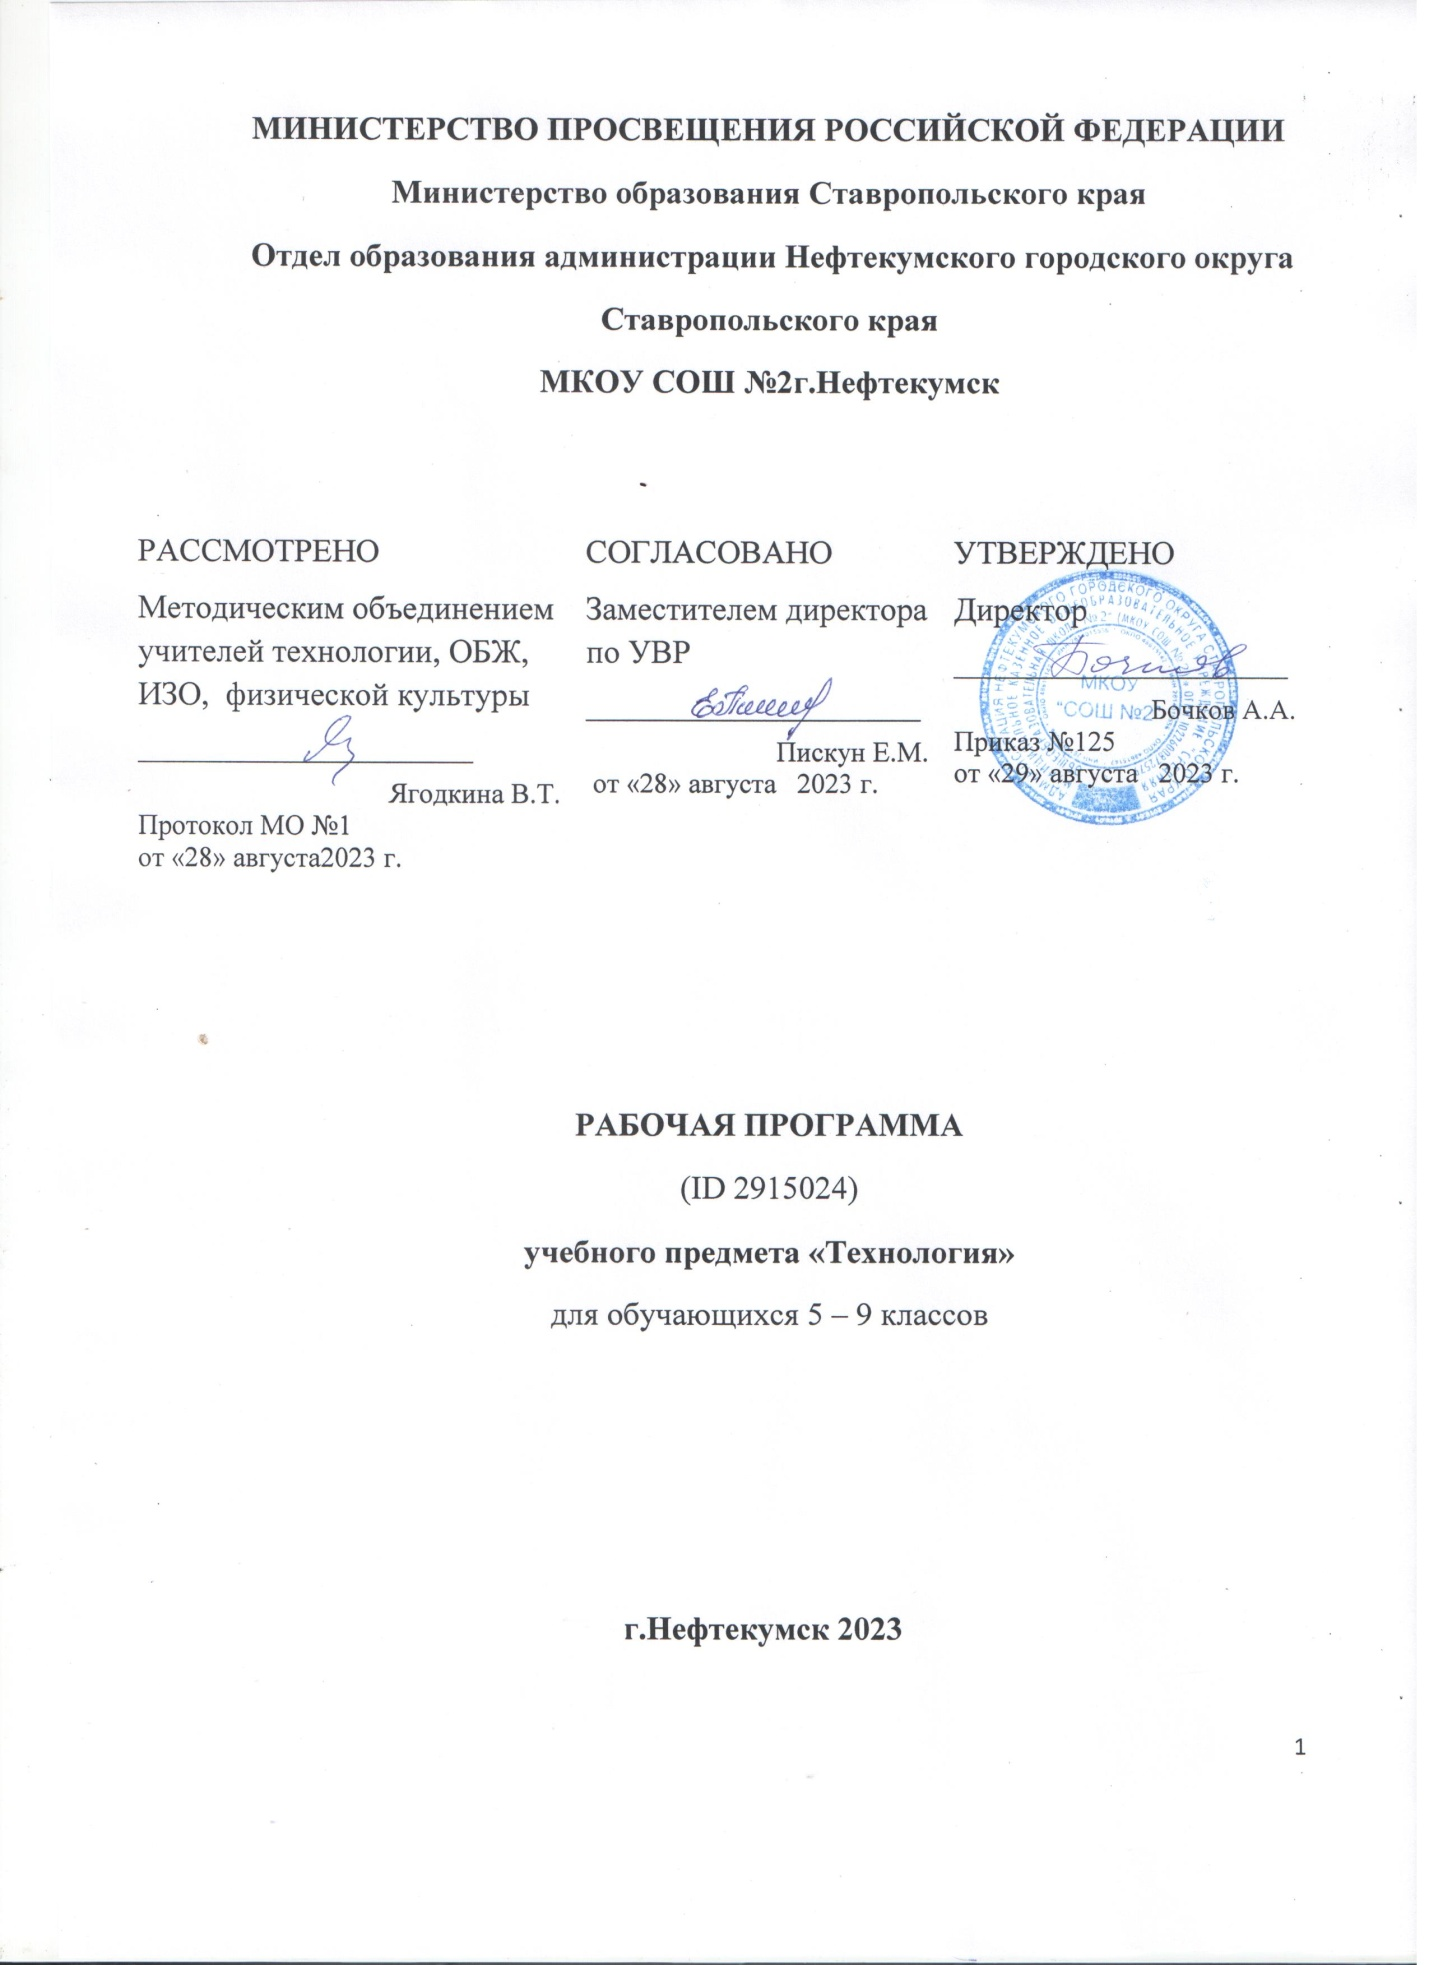 МИНИСТЕРСТВО ПРОСВЕЩЕНИЯ РОССИЙСКОЙ ФЕДЕРАЦИИ
Министерство образования Ставропольского края
Отдел образования администрации Нефтекумского городского округа
Ставропольского края
МКОУ СОШ №2г.Нефтекумск
РАССМОТРЕНО
Методическим объединением
учителей технологии, ОБЖ,
ИЗО, физической культуры
Ягодкина В.Т.
Протокол МО №1
от «28» августа2023 г.
СОГЛАСОВАНО
Заместителем директора
по УВР
Пискун Е.М.
от «28» августа 2023 г.
УТВЕРЖДЕНО
Директор
Бочков А.А.
Приказ №125
от «29» августа 2023 г.
МКОУ
"СОШ №2
РАБОЧАЯ ПРОГРАММА
(ID 2915024)
учебного предмета «Технология»
для обучающихся 5 – 9 классов
г.Нефтекумск 2023
1